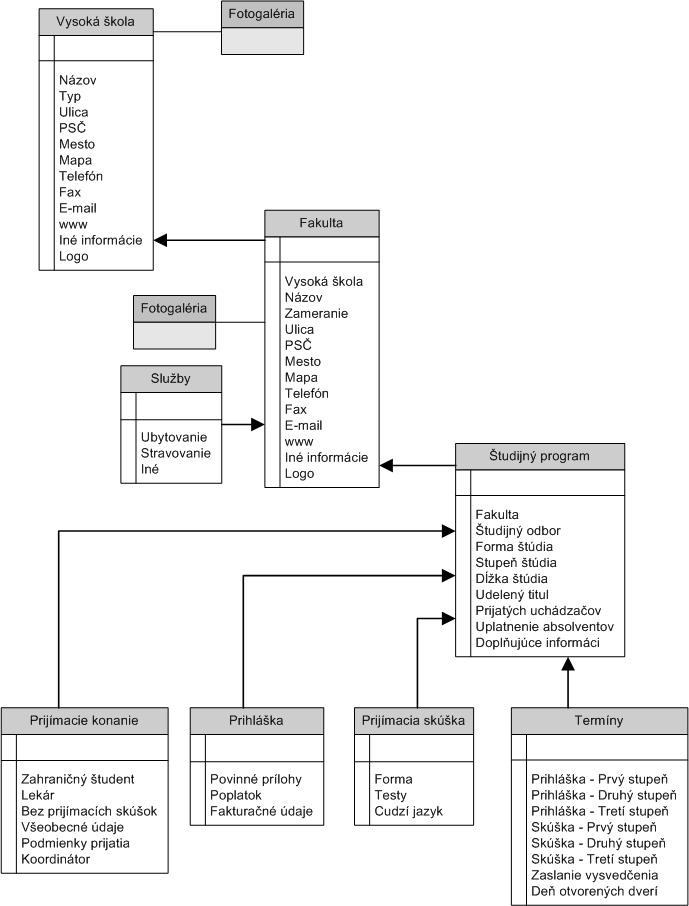 Vysoká škola
Názov
Typ
Ulica
PSČ
Mesto
Mapa
Telefón
Fax
E-mail
www
Iné informácie
Logo
Fotogaléria
Fakulta
Vysoká škola
Názov
Zameranie
Ulica
PSČ
Mesto
Mapa
Telefón
Fax
E-mail
www
Iné informácie
Logo
Fotogaléria
Služby
Ubytovanie
Stravovanie
Iné
Študijný program
Fakulta
Študijný odbor
Forma štúdia
Stupeň štúdia
Dĺžka štúdia
Udelený titul
Prijatých uchádzačov
Uplatnenie absolventov
Doplňujúce informáci
Prijímacie konanie
Zahraničný študent
Lekár
Bez prijímacích skúšok
Všeobecné údaje
Podmienky prijatia
Koordinátor
Prihláška
Povinné prílohy
Poplatok
Fakturačné údaje
Prijímacia skúška
Forma
Testy
Cudzí jazyk
Termíny
Prihláška - Prvý stupeň
Prihláška - Druhý stupeň
Prihláška - Tretí stupeň
Skúška - Prvý stupeň
Skúška - Druhý stupeň
Skúška - Tretí stupeň
Zaslanie vysvedčenia
Deň otvorených dverí